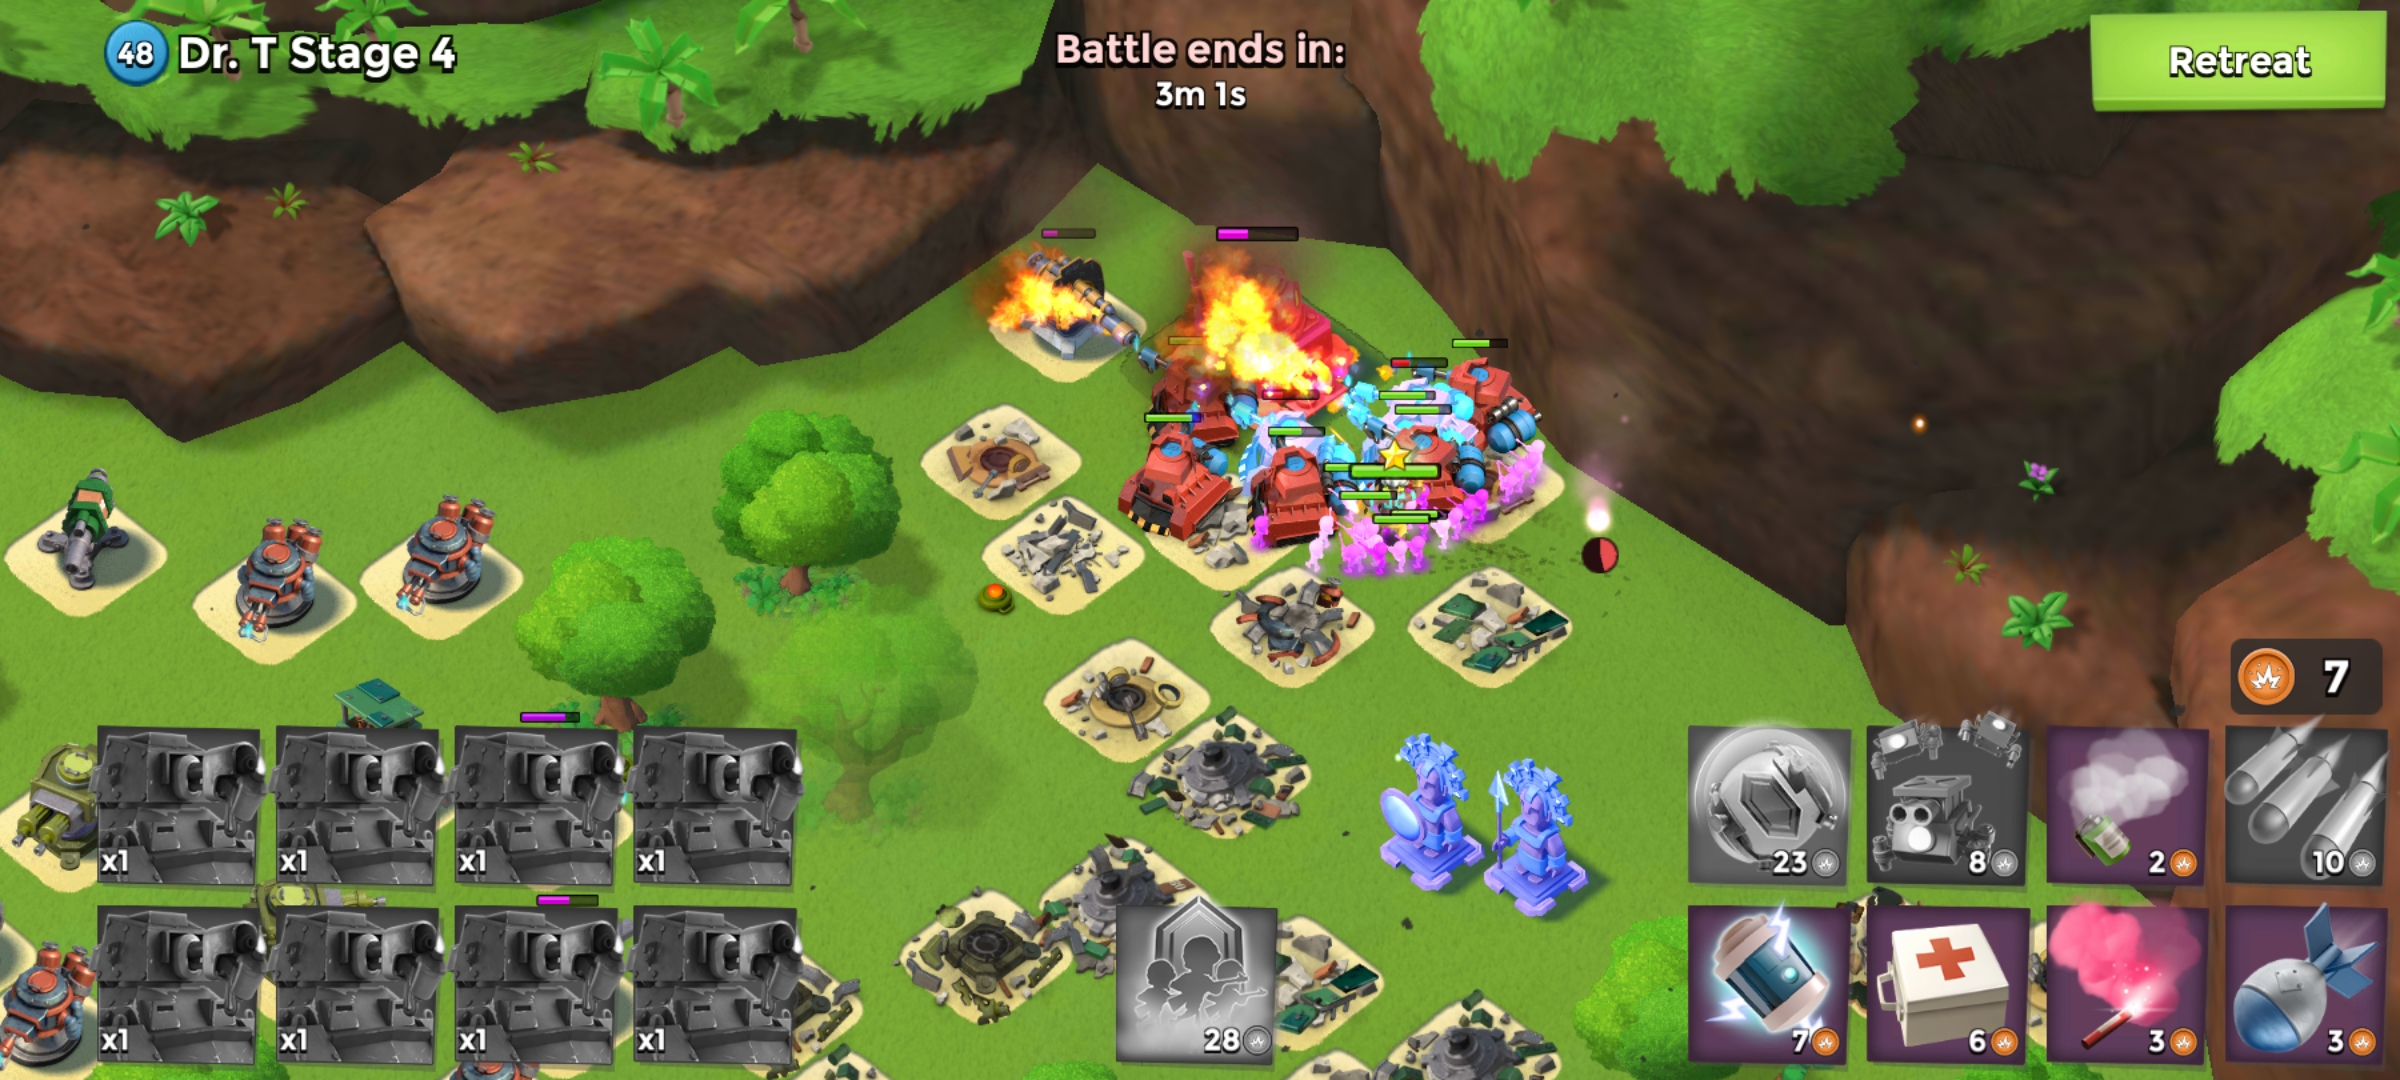 48 Dr. T Stage 4
Battle ends in:
3m 1s
Retreat
7
x1 x1 x1 x1
23 8 2 10
x1 x1 x1 x1
28
7 6 3 3